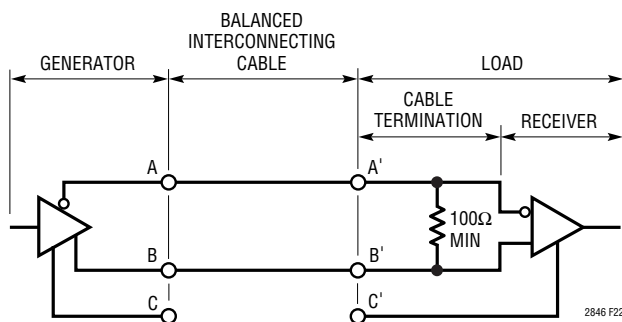 BALANCED
INTERCONNECTING
CABLE
GENERATOR
LOAD
CABLE
TERMINATION
RECEIVER
A
A'
100Ω
MIN
B
B'
C
C'
2846 F22